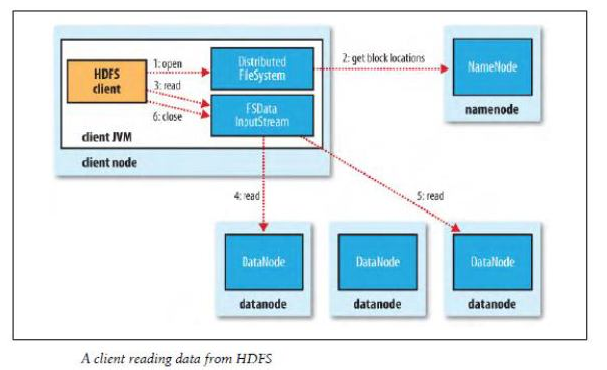 1: open
Distributed
FileSystem
2: get block locations
NameNode
HDFS
client
3: read
namenode
6: close
FSData
InputStream
client JVM
client node
4: read
5: read
DataNode
DataNode
DataNode
datanode
datanode
datanode
A client reading data from HDFS